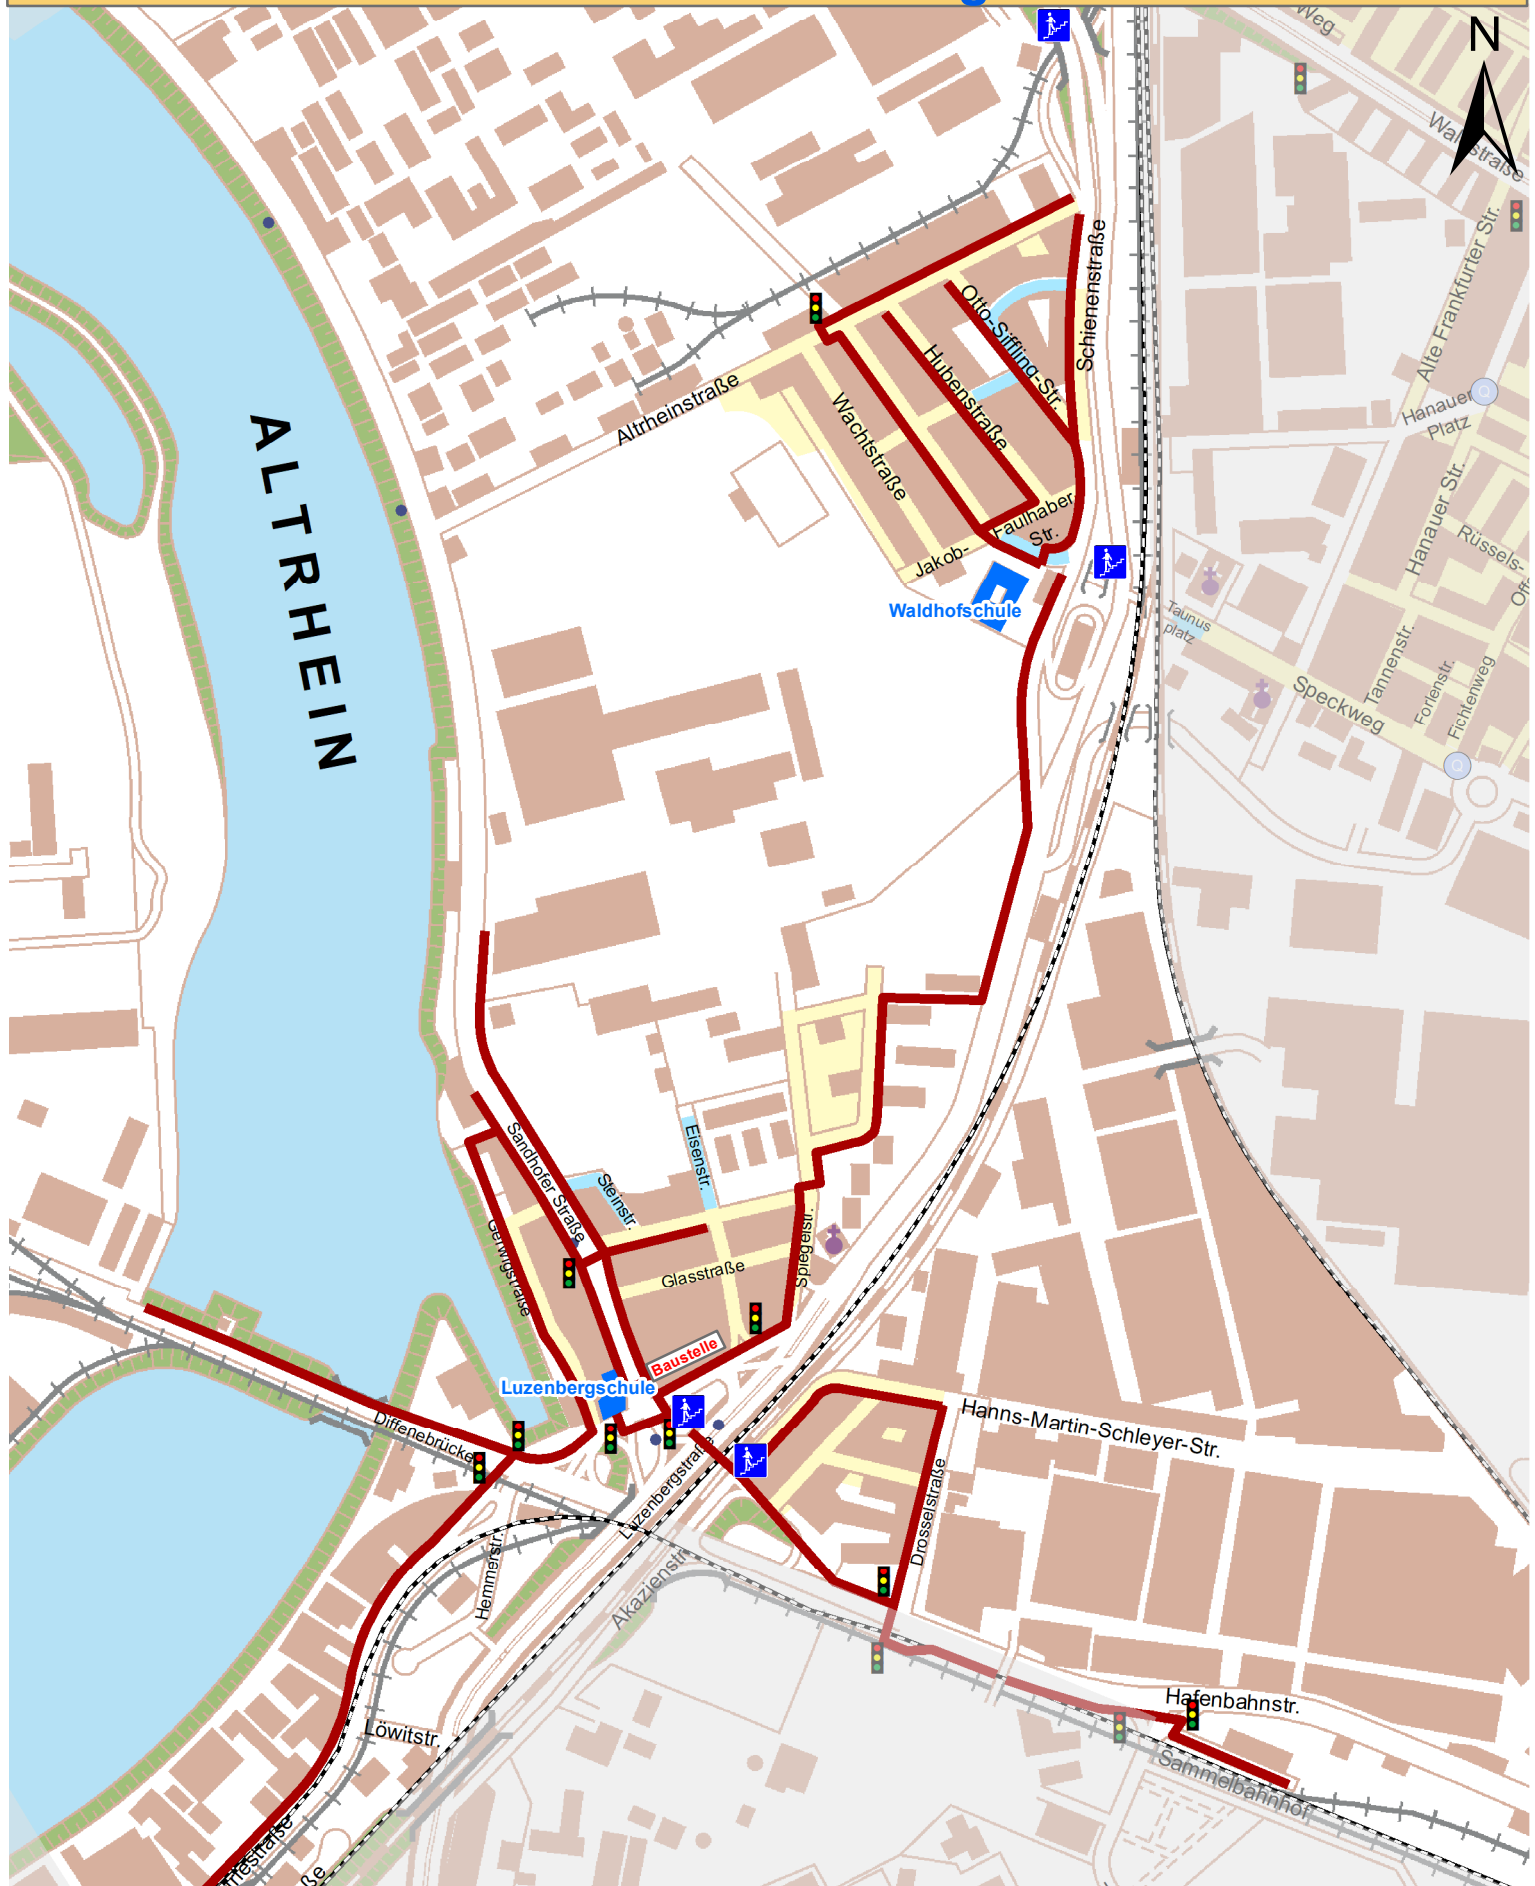 N
Weg
Waldstraße
Alte Frankfurter Str.
Schienenstraße
Otto-Siffling-Str.
Hubenstraße
Wachtstraße
Altrheinstraße
Hanauer
Platz
ALTRHEIN
Hanauer Str.
Rüssels-
Jakob-
Faulhaber
Str.
Waldhofschule
Taunus
platz
Tannenstr.
Forlenstr.
Fichtenweg
Speckweg
Sandhofer Straße
Steinstr.
Eisenstr.
Gerwigstraße
Glasstraße
Spiegelstr.
Baustelle
Luzenbergschule
Diffenebrücke
Luzenbergstraße
Hanns-Martin-Schleyer-Str.
Drosselstraße
Hemmerstr.
Akazienstr.
Löwitstr.
Hafenbahnstr.
Sammelbahnhof